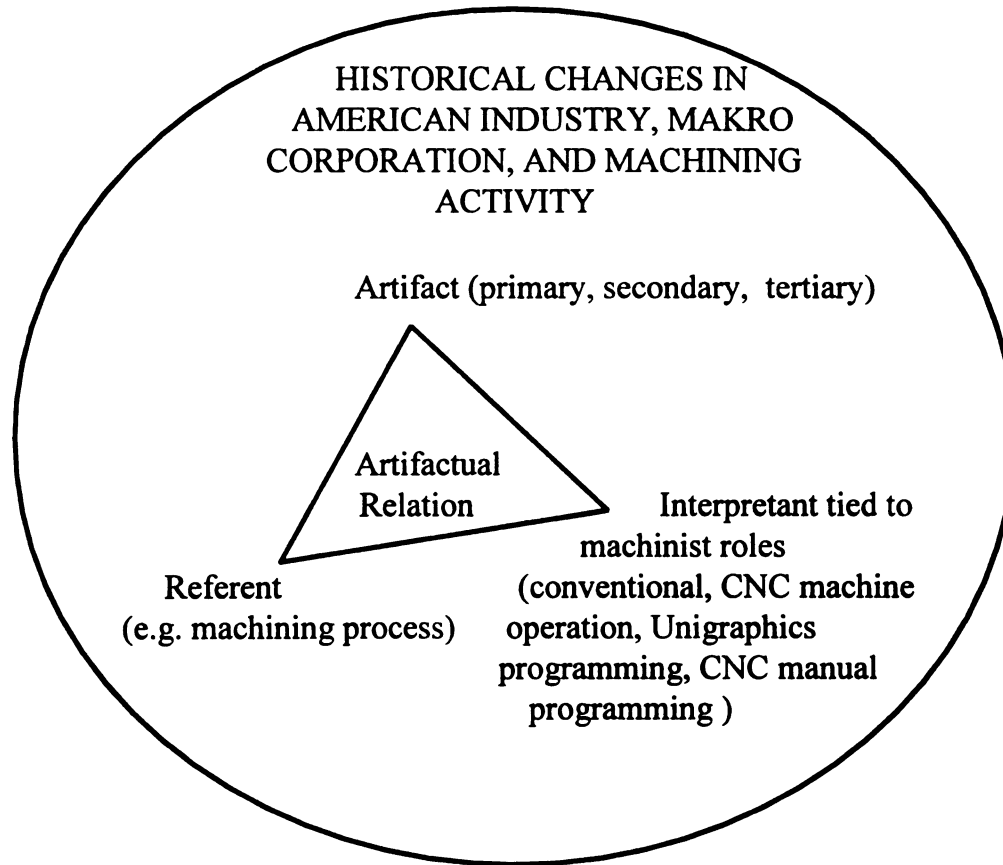 HISTORICAL CHANGES IN
AMERICAN INDUSTRY, MAKRO
CORPORATION, AND MACHINING
ACTIVITY
Artifact (primary, secondary, tertiary)
Artifactual
Relation
Referent
(e.g. machining process)
Interpretant tied to
machinist roles
(conventional, CNC machine
operation, Unigraphics
programming, CNC manual
programming )